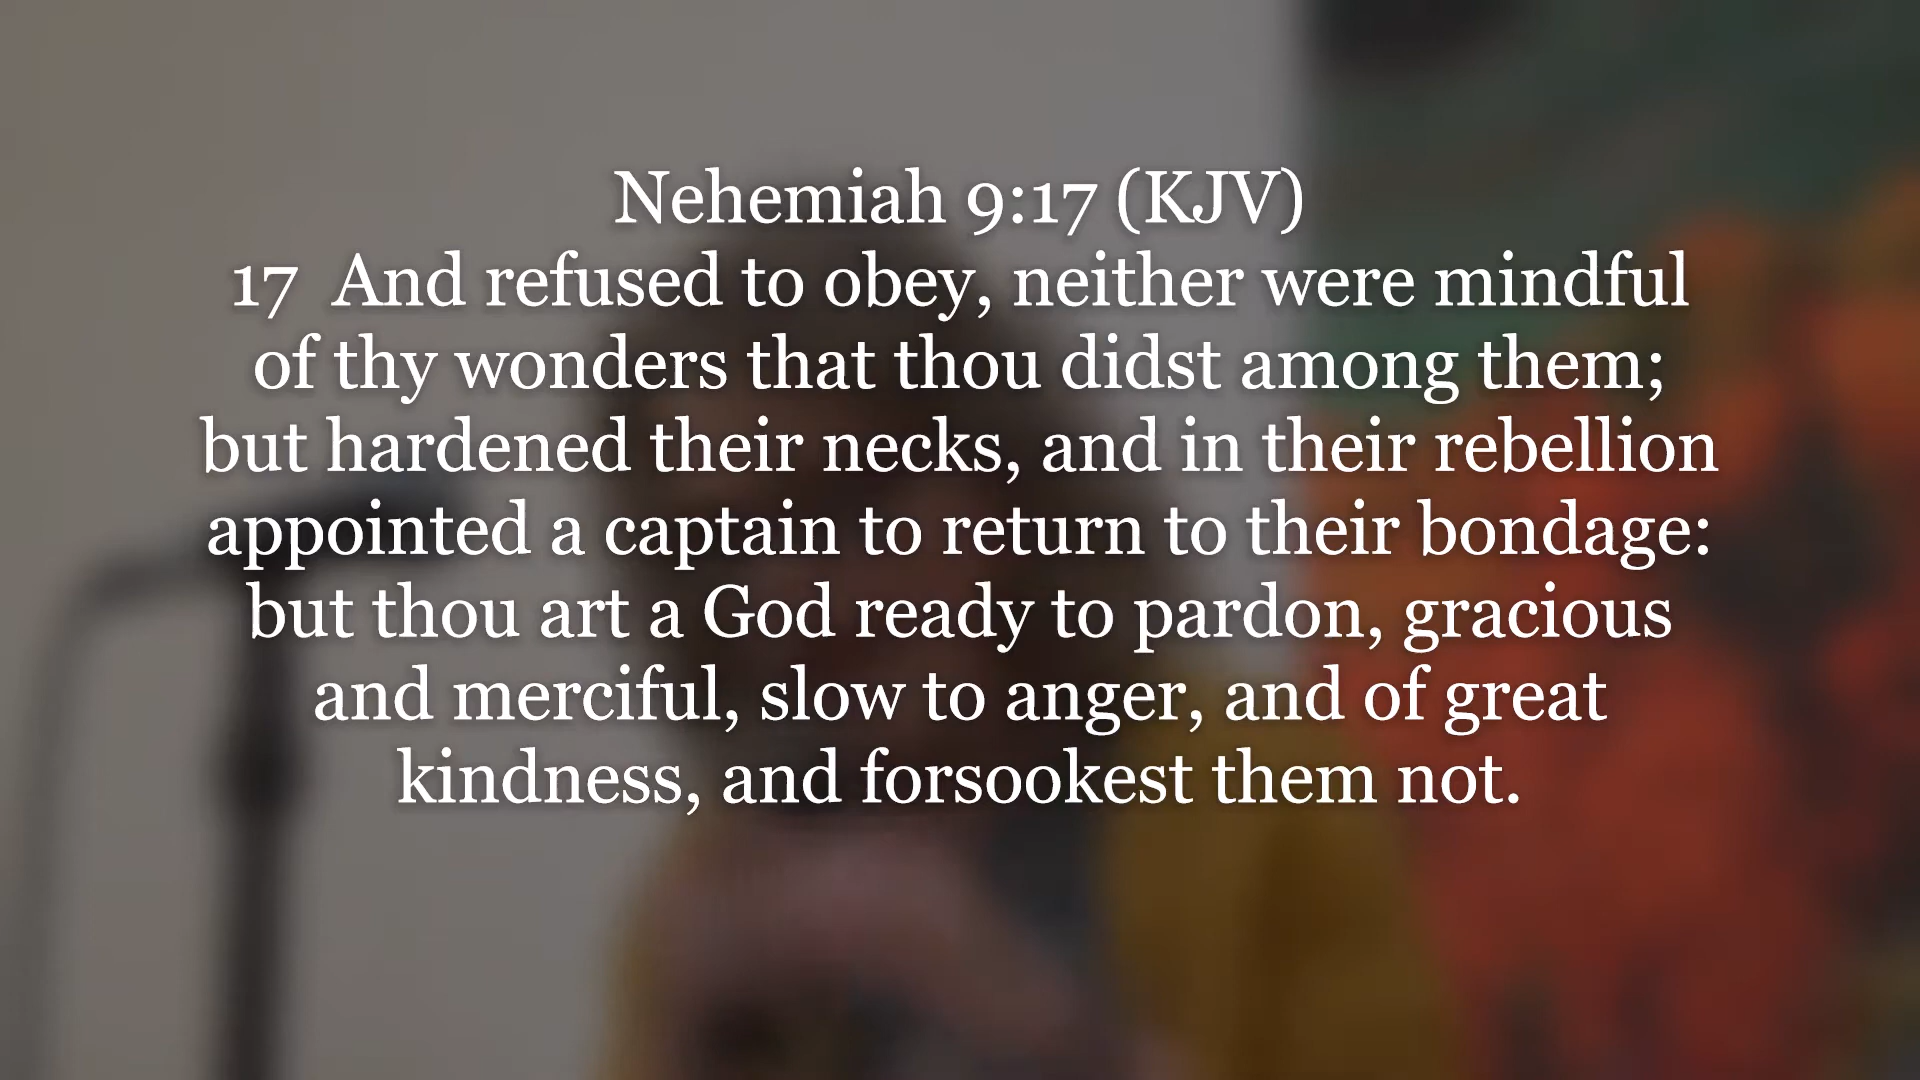 Nehemiah 9:17 (KJV)
17  And refused to obey, neither were mindful
of thy wonders that thou didst among them;
but hardened their necks, and in their rebellion
appointed a captain to return to their bondage:
but thou art a God ready to pardon, gracious
and merciful, slow to anger, and of great
kindness, and forsookest them not.